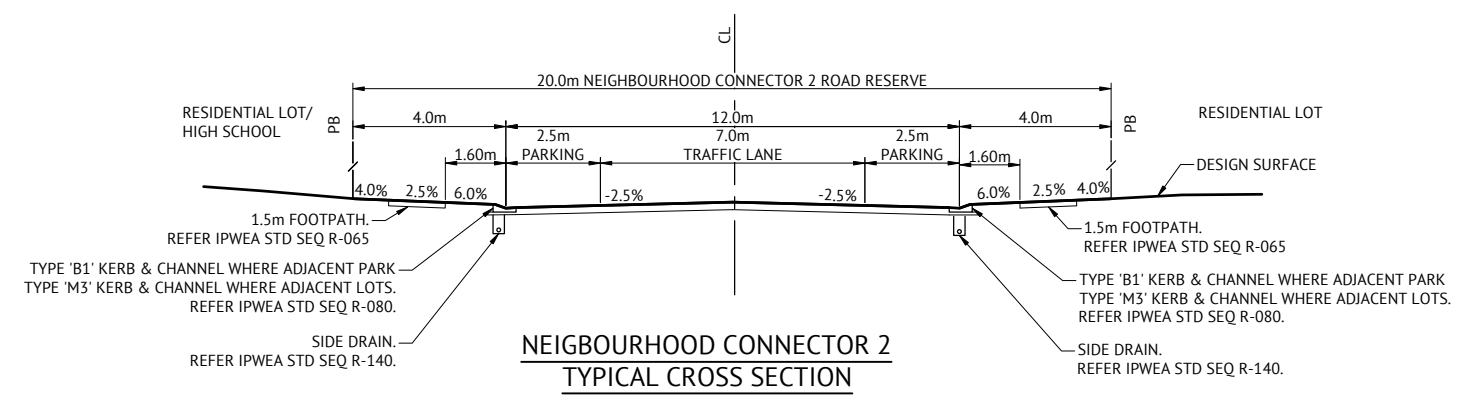 CL
20.0m NEIGHBOURHOOD CONNECTOR 2 ROAD RESERVE
RESIDENTIAL LOT/
HIGH SCHOOL
PB
4.0m
12.0m
4.0m
PB
RESIDENTIAL LOT
2.5m
PARKING
7.0m
TRAFFIC LANE
2.5m
PARKING
1.60m
1.60m
DESIGN SURFACE
4.0%
2.5%
6.0%
-2.5%
-2.5%
6.0%
2.5%
4.0%
1.5m FOOTPATH.
REFER IPWEA STD SEQ R-065
1.5m FOOTPATH.
REFER IPWEA STD SEQ R-065
TYPE 'B1' KERB & CHANNEL WHERE ADJACENT PARK
TYPE 'M3' KERB & CHANNEL WHERE ADJACENT LOTS.
REFER IPWEA STD SEQ R-080.
TYPE 'B1' KERB & CHANNEL WHERE ADJACENT PARK
TYPE 'M3' KERB & CHANNEL WHERE ADJACENT LOTS.
REFER IPWEA STD SEQ R-080.
SIDE DRAIN.
REFER IPWEA STD SEQ R-140.
SIDE DRAIN.
REFER IPWEA STD SEQ R-140.
NEIGBOURHOOD CONNECTOR 2
TYPICAL CROSS SECTION